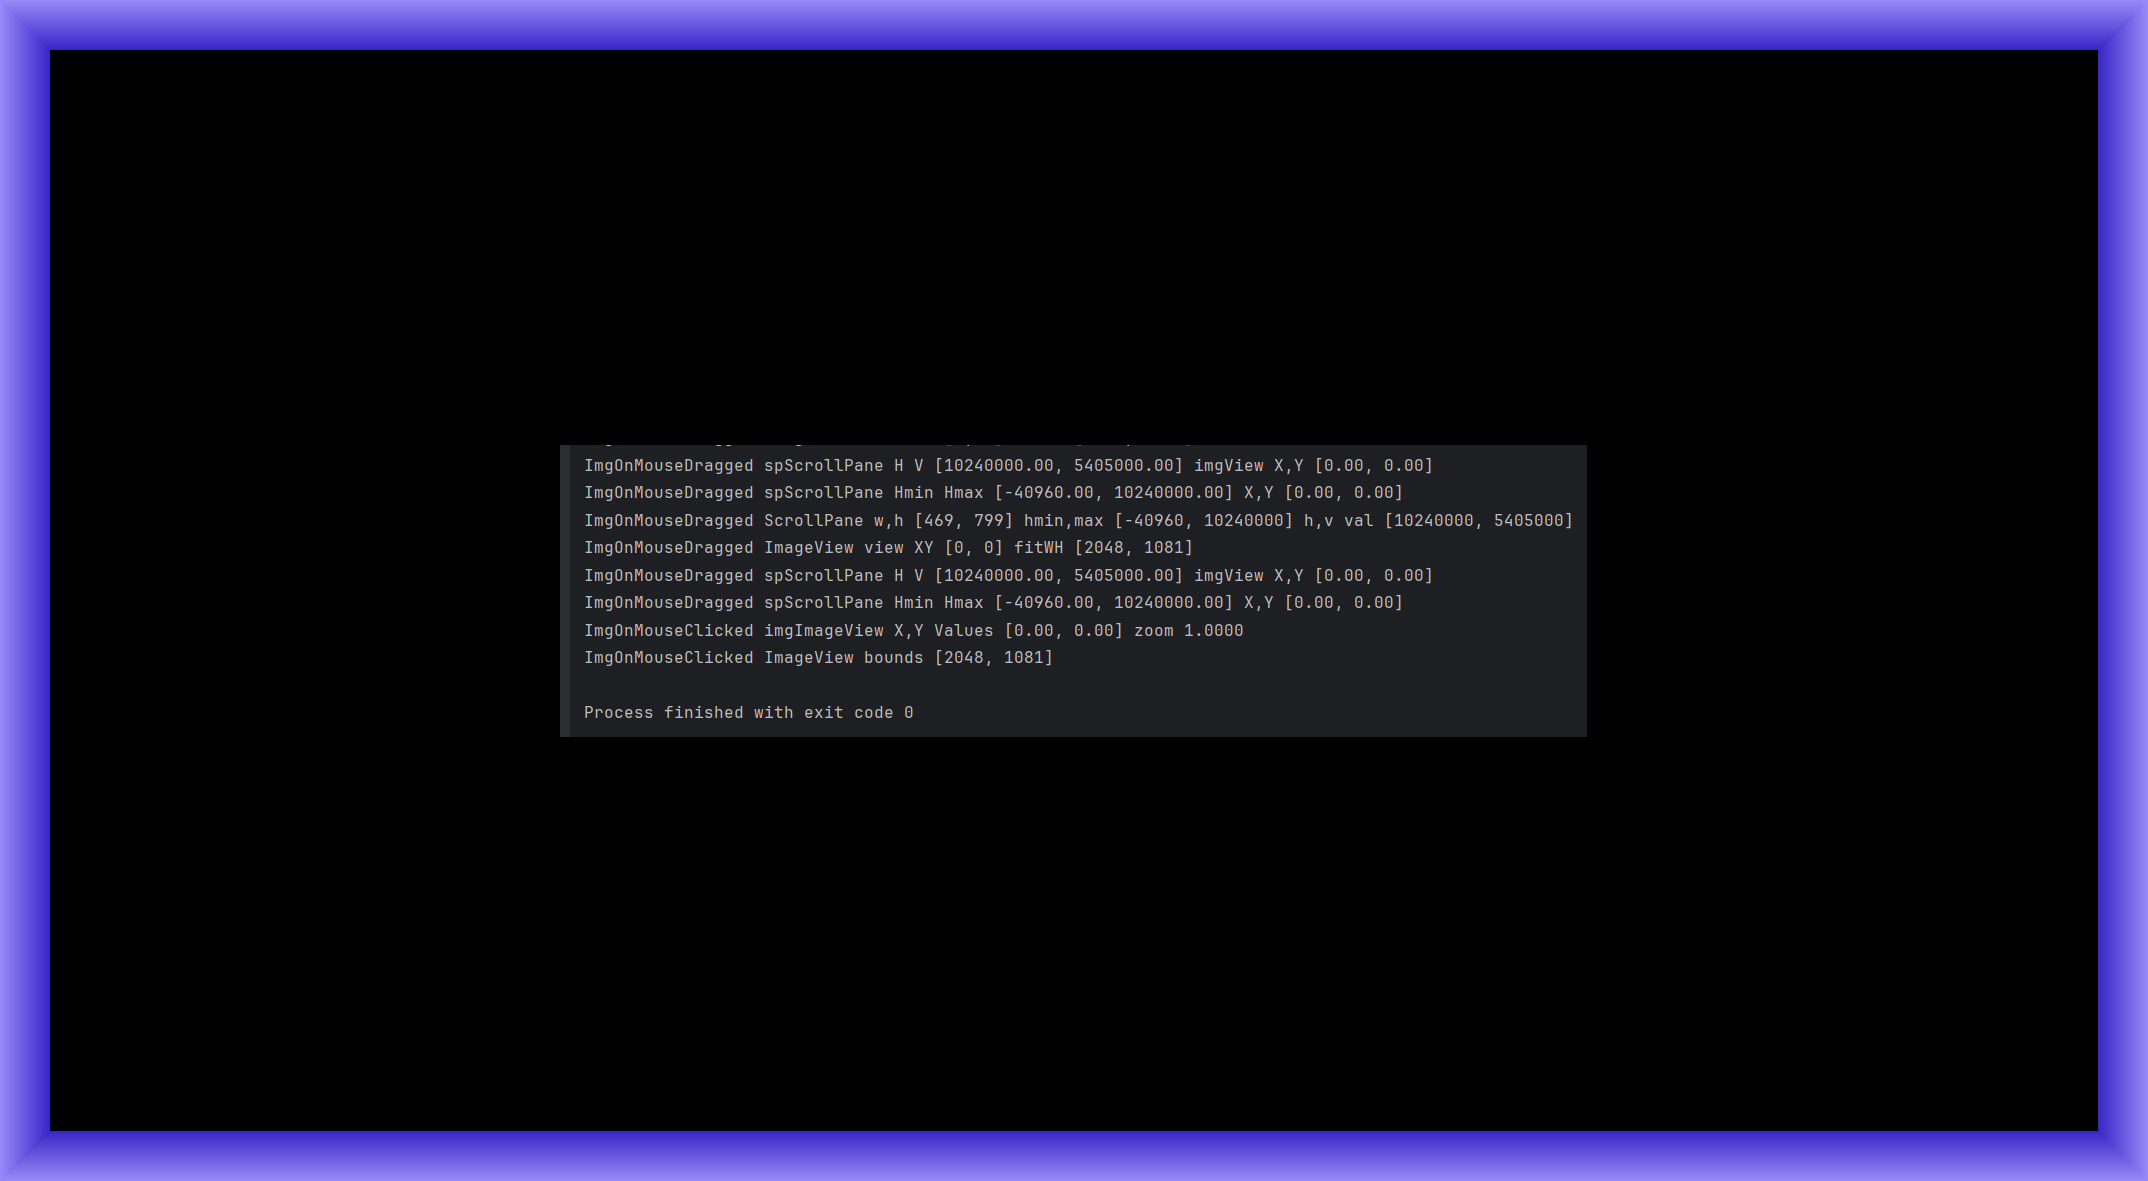 ImgOnMouseDragged spScrollPane H V [10240000.00, 5405000.00] imgView X,Y [0.00, 0.00]
ImgOnMouseDragged spScrollPane Hmin Hmax [-40960.00, 10240000.00] X,Y [0.00, 0.00]
ImgOnMouseDragged ScrollPane w,h [469, 799] hmin,max [-40960, 10240000] h,v val [10240000, 5405000]
ImgOnMouseDragged ImageView view XY [0, 0] fitWH [2048, 1081]
ImgOnMouseDragged spScrollPane H V [10240000.00, 5405000.00] imgView X,Y [0.00, 0.00]
ImgOnMouseDragged spScrollPane Hmin Hmax [-40960.00, 10240000.00] X,Y [0.00, 0.00]
ImgOnMouseClicked imgImageView X,Y Values [0.00, 0.00] zoom 1.0000
ImgOnMouseClicked ImageView bounds [2048, 1081]
Process finished with exit code 0